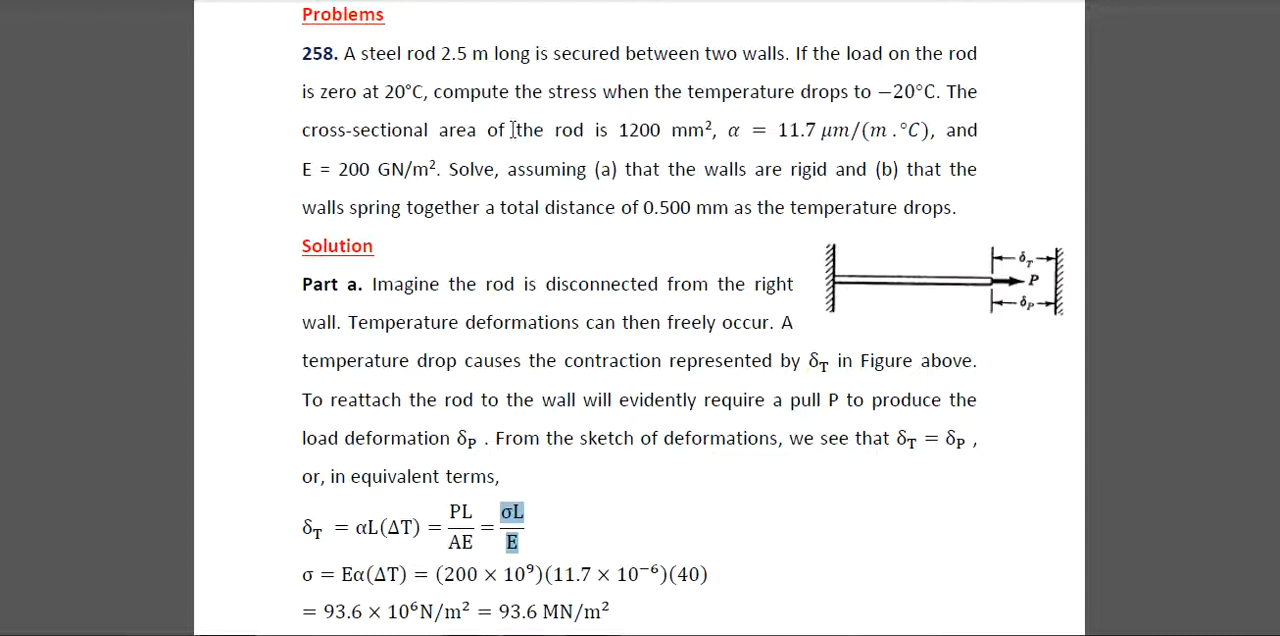 Problems
258. A steel rod 2.5 m long is secured between two walls. If the load on the rod
is zero at 20°C, compute the stress when the temperature drops to −20°C. The
cross-sectional area of the rod is 1200 mm², α = 11.7 μm/(m .°C), and
E = 200 GN/m². Solve, assuming (a) that the walls are rigid and (b) that the
walls spring together a total distance of 0.500 mm as the temperature drops.
Solution
Part a. Imagine the rod is disconnected from the right
wall. Temperature deformations can then freely occur. A
temperature drop causes the contraction represented by δT in Figure above.
To reattach the rod to the wall will evidently require a pull P to produce the
load deformation δP . From the sketch of deformations, we see that δT = δP ,
or, in equivalent terms,
δT = αL(ΔT) = PL/AE = σL/E
σ = Eα(ΔT) = (200 × 10⁹)(11.7 × 10⁻⁶)(40)
= 93.6 × 10⁶N/m² = 93.6 MN/m²
δT
P
δP